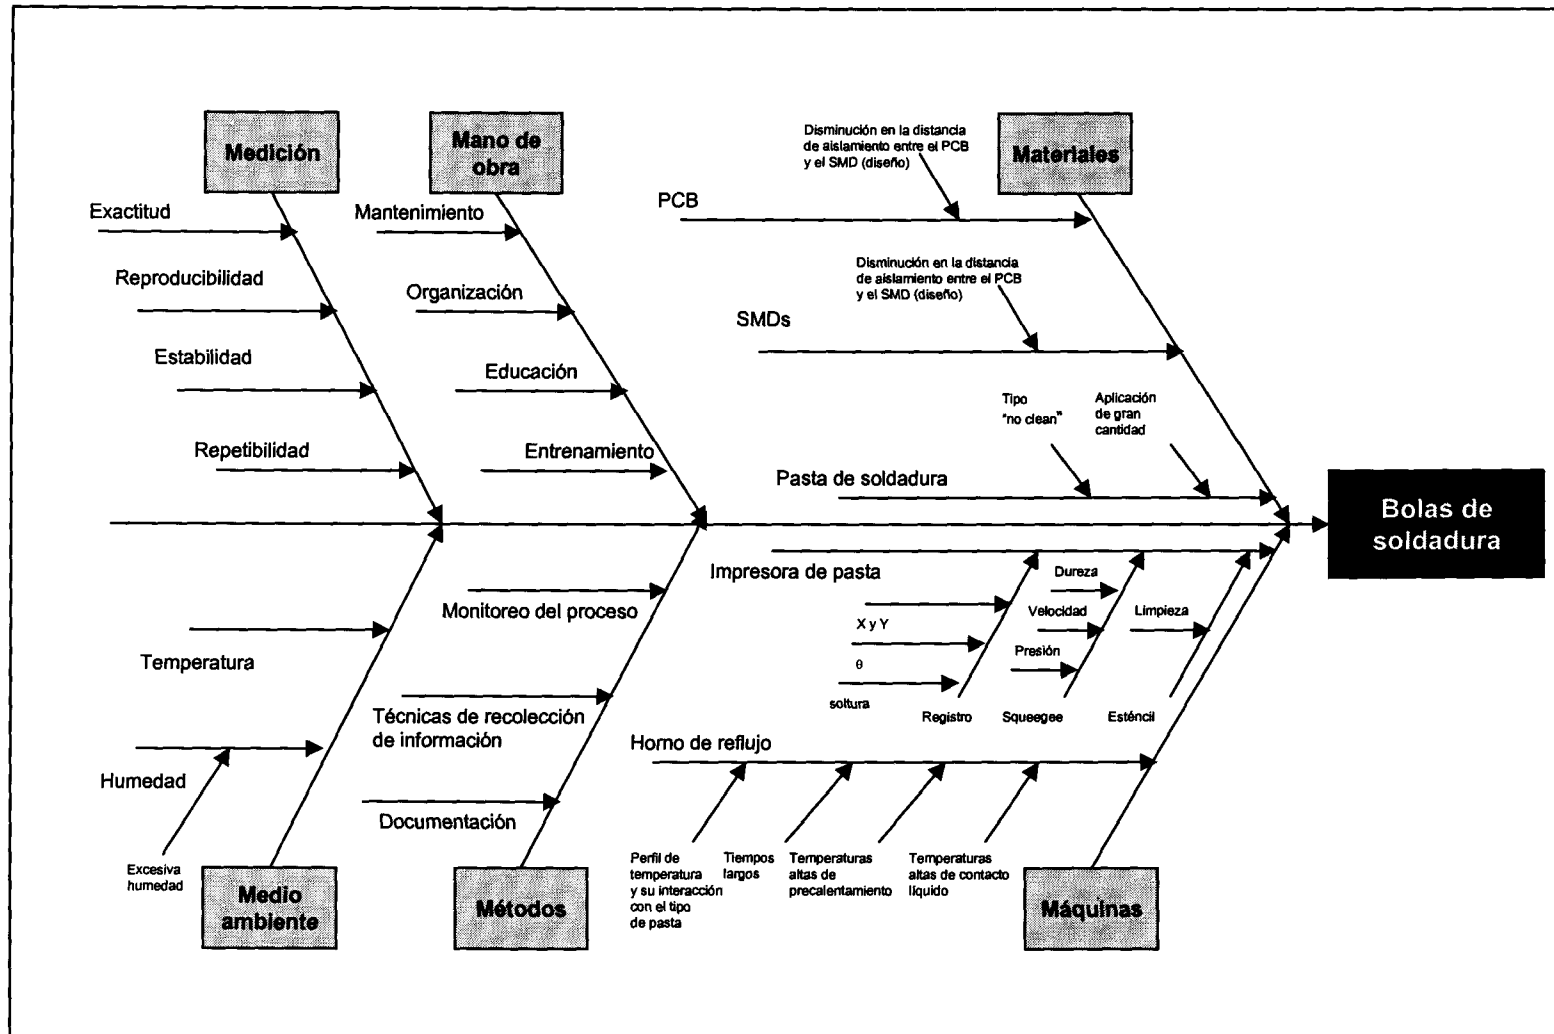 Medición
Mano de
obra
Disminución en la distancia
de aislamiento entre el PCB
y el SMD (diseño)
Materiales
Exactitud
Mantenimiento
PCB
Reproducibilidad
Organización
Disminución en la distancia
de aislamiento entre el PCB
y el SMD (diseño)
SMDs
Estabilidad
Educación
Tipo
"no clean"
Aplicación
de gran
cantidad
Repetibilidad
Entrenamiento
Pasta de soldadura
Bolas de
soldadura
Impresora de pasta
Monitoreo del proceso
Dureza
Velocidad
Limpieza
X y Y
Presión
θ
Temperatura
soltura
Registro
Squeegee
Esténcil
Técnicas de recolección
de información
Horno de reflujo
Humedad
Documentación
Excesiva
humedad
Perfil de
temperatura
y su interacción
con el tipo
de pasta
Tiempos
largos
Temperaturas
altas de
precalentamiento
Temperaturas
altas de contacto
líquido
Medio
ambiente
Métodos
Máquinas